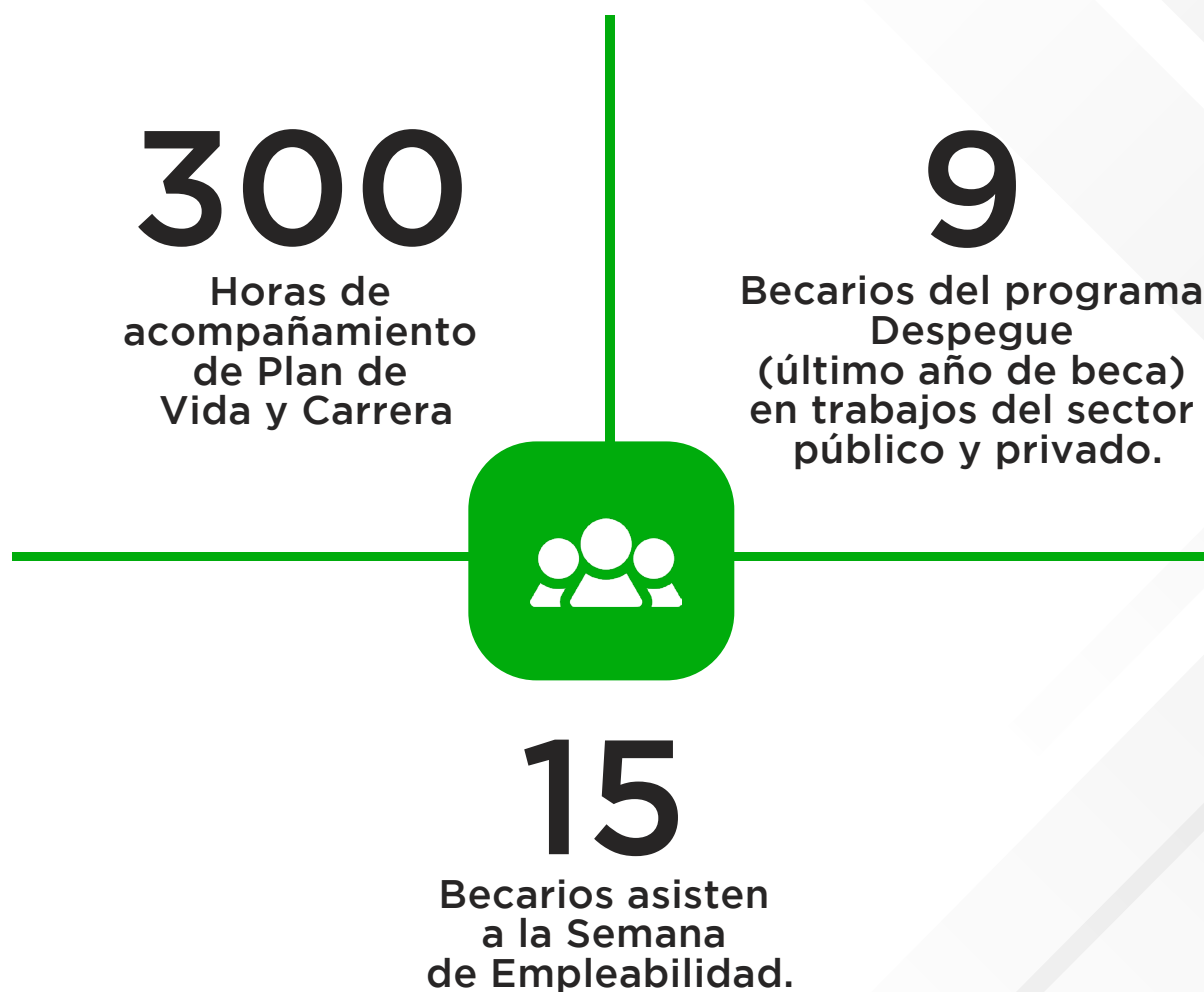 300
Horas de
acompañamiento
de Plan de
Vida y Carrera
9
Becarios del programa
Despegue
(último año de beca)
en trabajos del sector
público y privado.
15
Becarios asisten
a la Semana
de Empleabilidad.